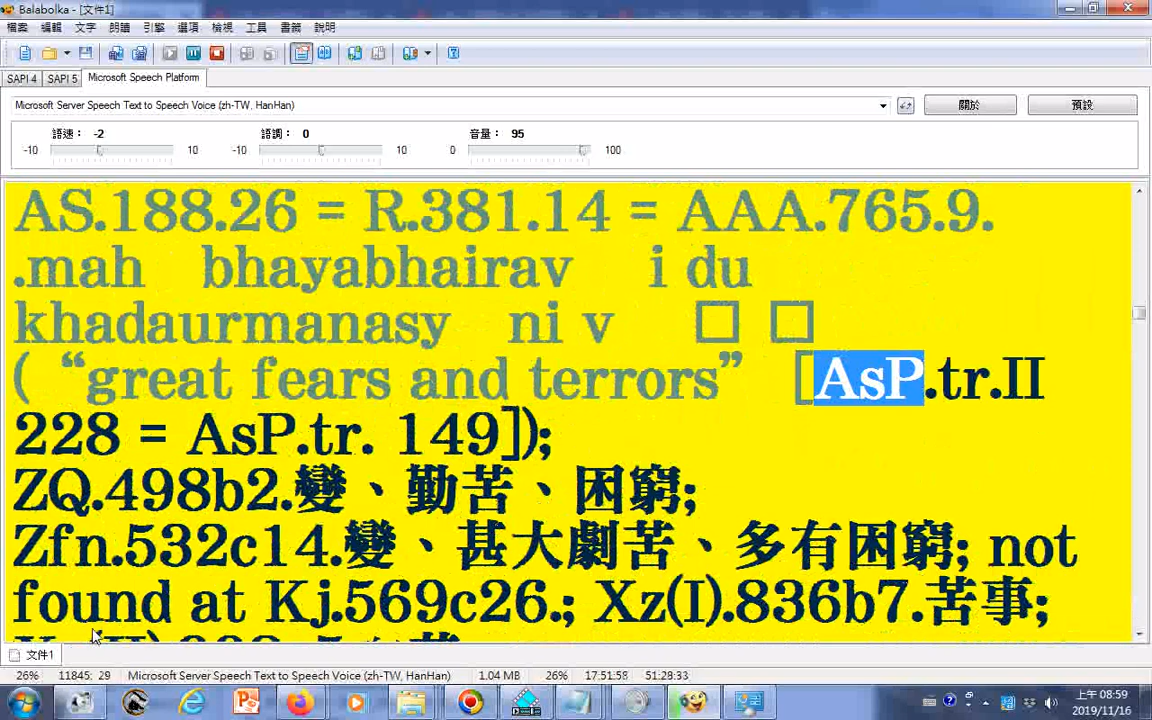 Balabolka - [文件1]
檔案 編輯 文字 朗讀 引擎 選項 檢視 工具 書籤 說明
SAPI 4 SAPI 5 Microsoft Speech Platform
Microsoft Server Speech Text to Speech Voice (zh-TW, HanHan) 關於 預設
語速： -2 語調： 0 音量： 95
-10 10 -10 10 0 100
AS.188.26 = R.381.14 = AAA.765.9.
.mah bhayabhairav i du
khadaurmanasy ni v □ □
( “great fears and terrors” [AsP.tr.II
228 = AsP.tr. 149]);
ZQ.498b2.變、勤苦、困窮;
Zfn.532c14.變、甚大劇苦、多有困窮; not
found at Kj.569c26.; Xz(I).836b7.苦事;
文件1
26% 11845: 29 Microsoft Server Speech Text to Speech Voice (zh-TW, HanHan) 1.04 MB 26% 17:51:58 51:28:33
上午 08:59
2019/11/16